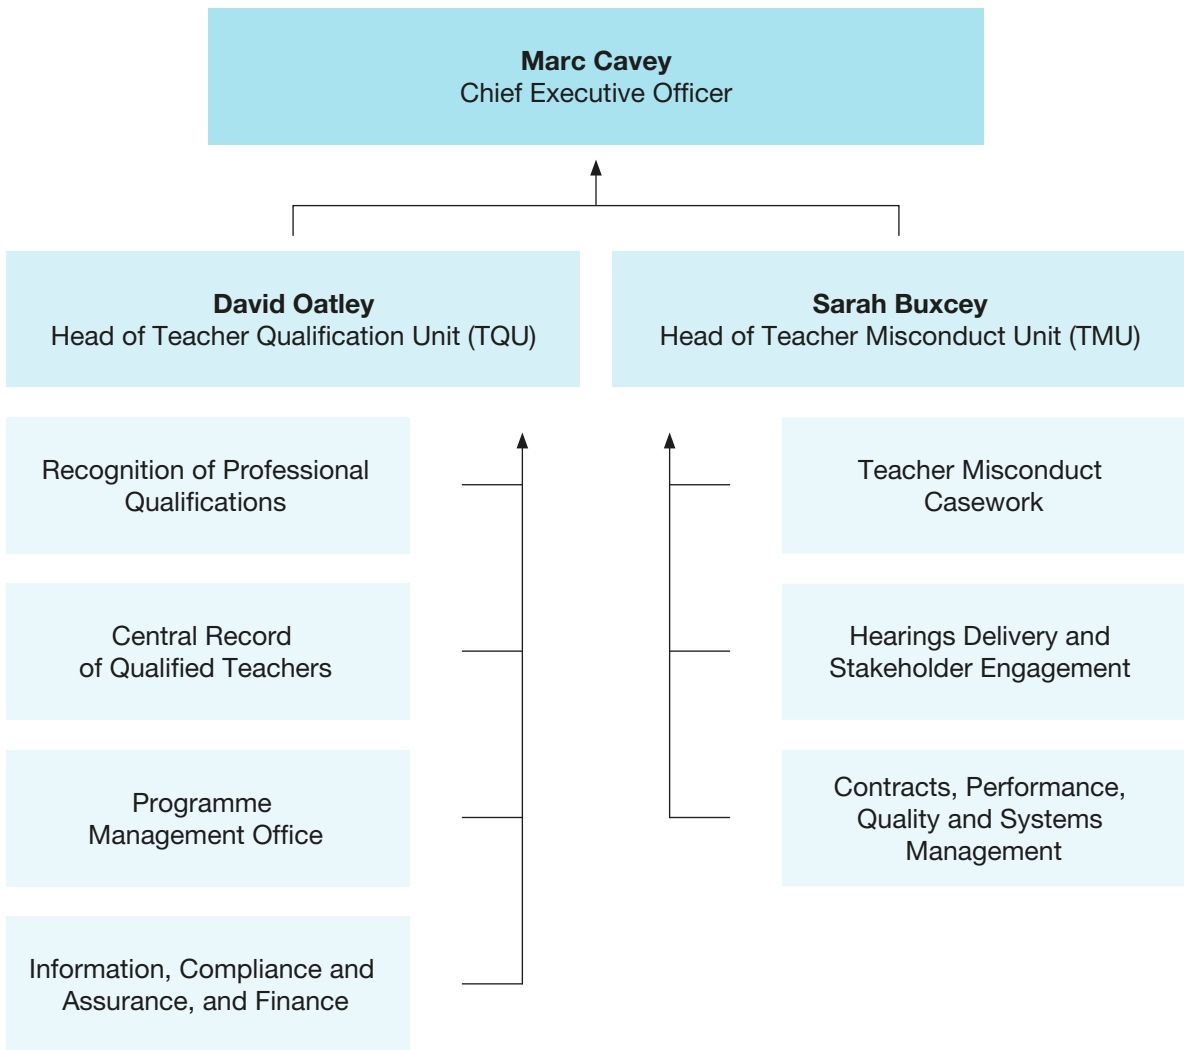 Marc Cavey
Chief Executive Officer
David Oatley
Head of Teacher Qualification Unit (TQU)
Sarah Buxcey
Head of Teacher Misconduct Unit (TMU)
Recognition of Professional
Qualifications
Teacher Misconduct
Casework
Central Record
of Qualified Teachers
Hearings Delivery and
Stakeholder Engagement
Programme
Management Office
Contracts, Performance,
Quality and Systems
Management
Information, Compliance and
Assurance, and Finance